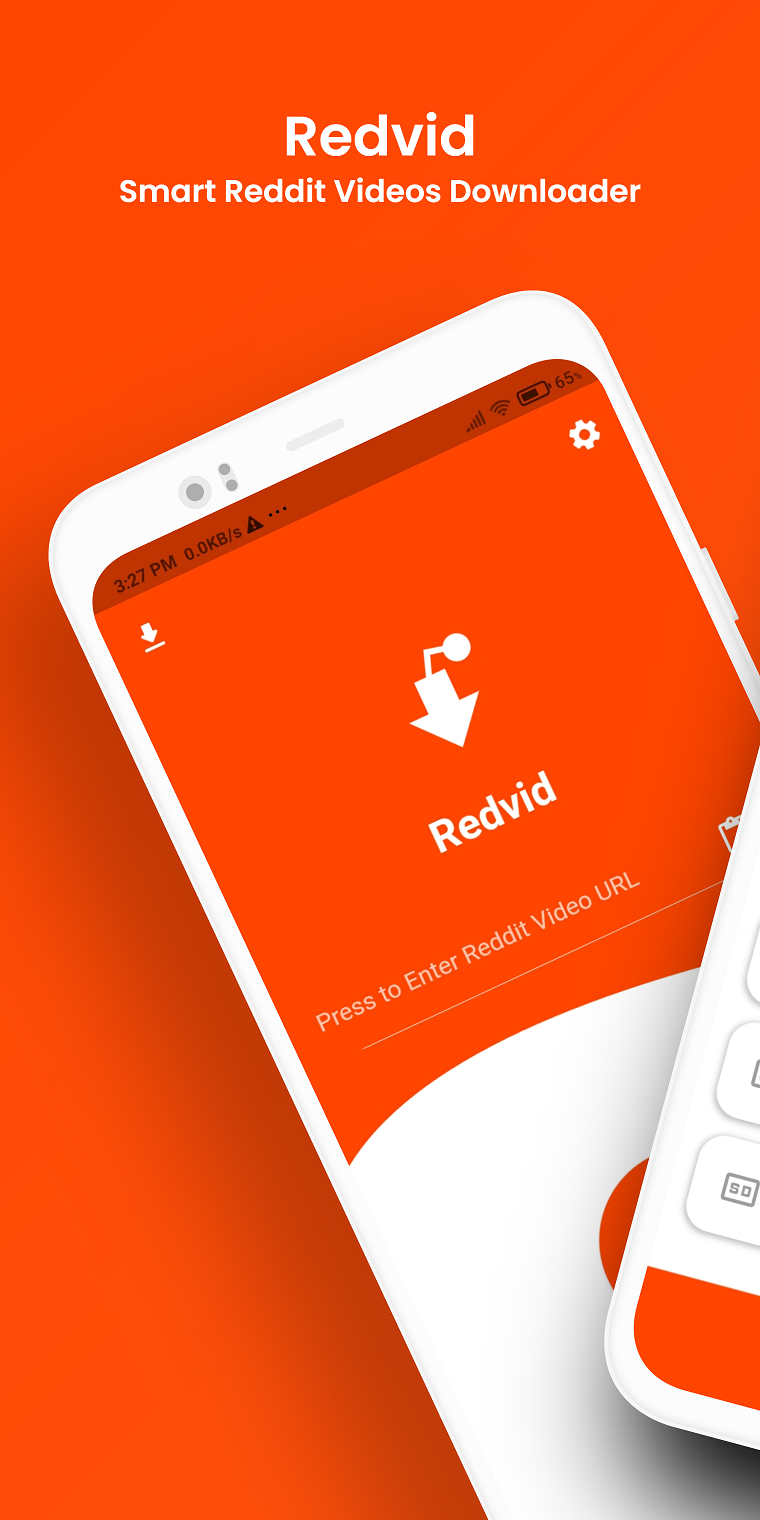 Redvid
Smart Reddit Videos Downloader
65%
3:27 PM 0.0KB/s ...
Redvid
Press to Enter Reddit Video URL
SD